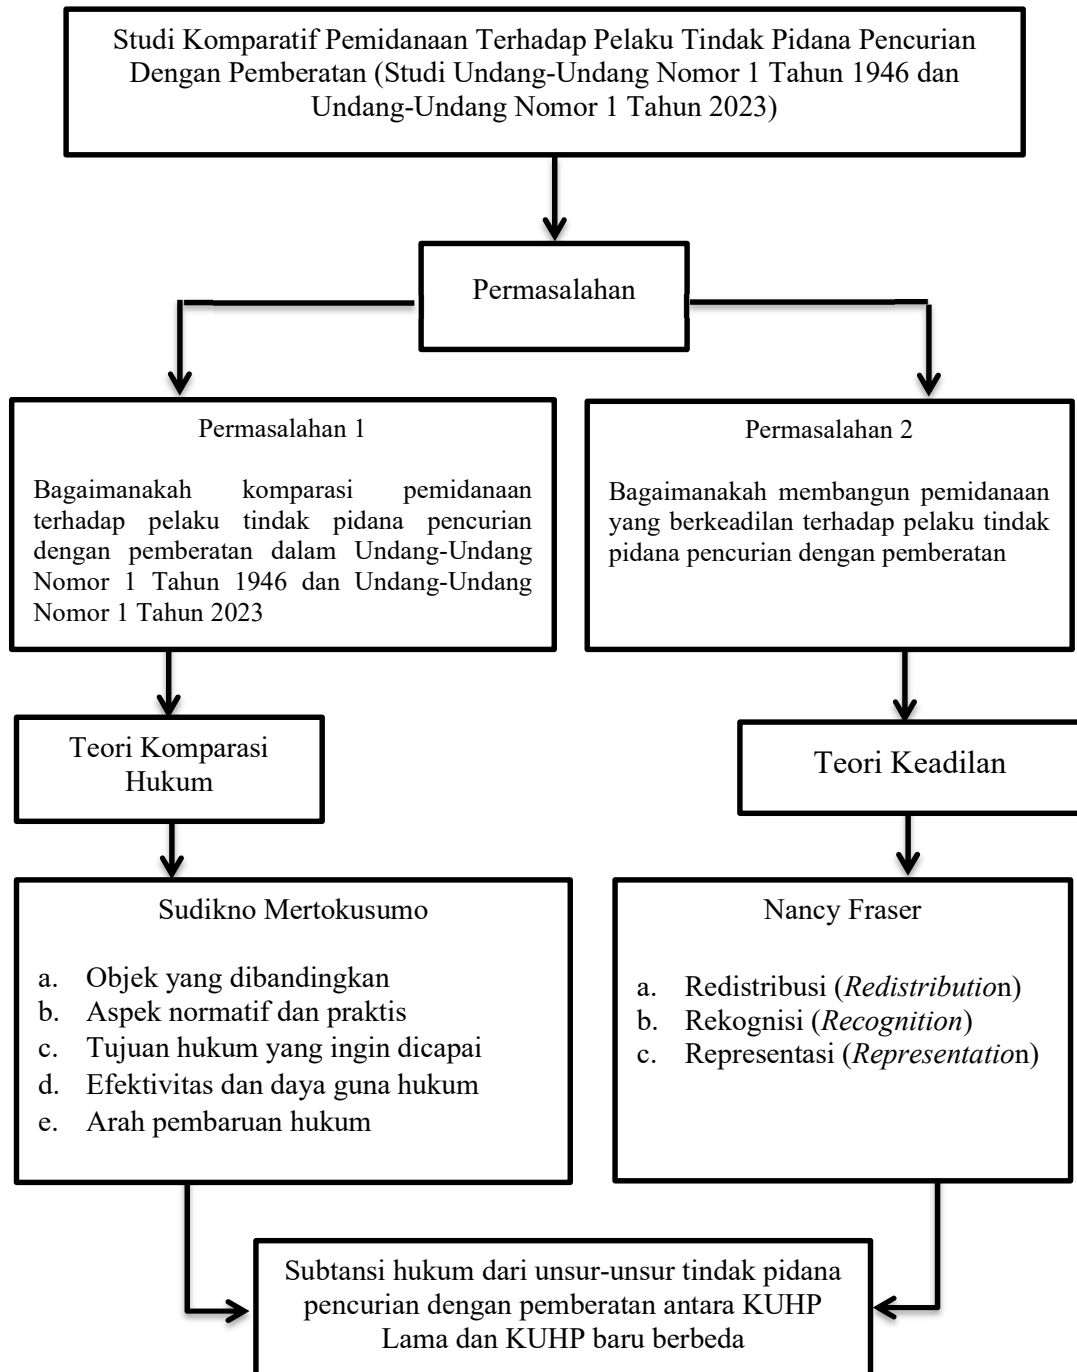 Studi Komparatif Pemidanaan Terhadap Pelaku Tindak Pidana Pencurian
Dengan Pemberatan (Studi Undang-Undang Nomor 1 Tahun 1946 dan
Undang-Undang Nomor 1 Tahun 2023)
Permasalahan
Permasalahan 1
Bagaimanakah komparasi pemidanaan
terhadap pelaku tindak pidana pencurian
dengan pemberatan dalam Undang-Undang
Nomor 1 Tahun 1946 dan Undang-Undang
Nomor 1 Tahun 2023
Permasalahan 2
Bagaimanakah membangun pemidanaan
yang berkeadilan terhadap pelaku tindak
pidana pencurian dengan pemberatan
Teori Komparasi
Hukum
Teori Keadilan
Sudikno Mertokusumo
a. Objek yang dibandingkan
b. Aspek normatif dan praktis
c. Tujuan hukum yang ingin dicapai
d. Efektivitas dan daya guna hukum
e. Arah pembaruan hukum
Nancy Fraser
a. Redistribusi (Redistribution)
b. Rekognisi (Recognition)
c. Representasi (Representation)
Subtansi hukum dari unsur-unsur tindak pidana
pencurian dengan pemberatan antara KUHP
Lama dan KUHP baru berbeda